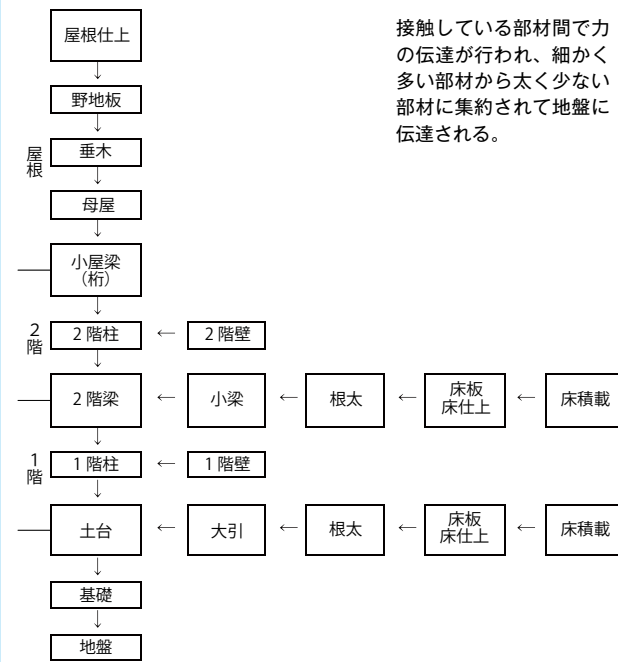 接触している部材間で力
の伝達が行われ、細かく
多い部材から太く少ない
部材に集約されて地盤に
伝達される。
屋根仕上
↓
野地板
↓
屋根
垂木
↓
母屋
↓
小屋梁
（桁）
↓
2階
2階柱 ← 2階壁
↓
2階梁 ← 小梁 ← 根太 ← 床板
床仕上 ← 床積載
↓
1階
1階柱 ← 1階壁
↓
土台 ← 大引 ← 根太 ← 床板
床仕上 ← 床積載
↓
基礎
↓
地盤